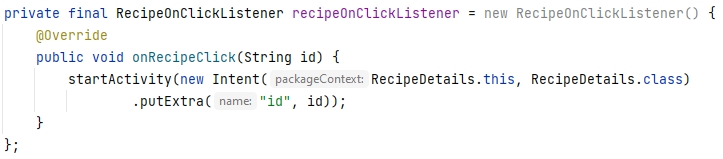 private final RecipeOnClickListener recipeOnClickListener = new RecipeOnClickListener() {
@Override
public void onRecipeClick(String id) {
startActivity(new Intent( packageContext: RecipeDetails.this, RecipeDetails.class)
.putExtra( name: "id", id));
}
};